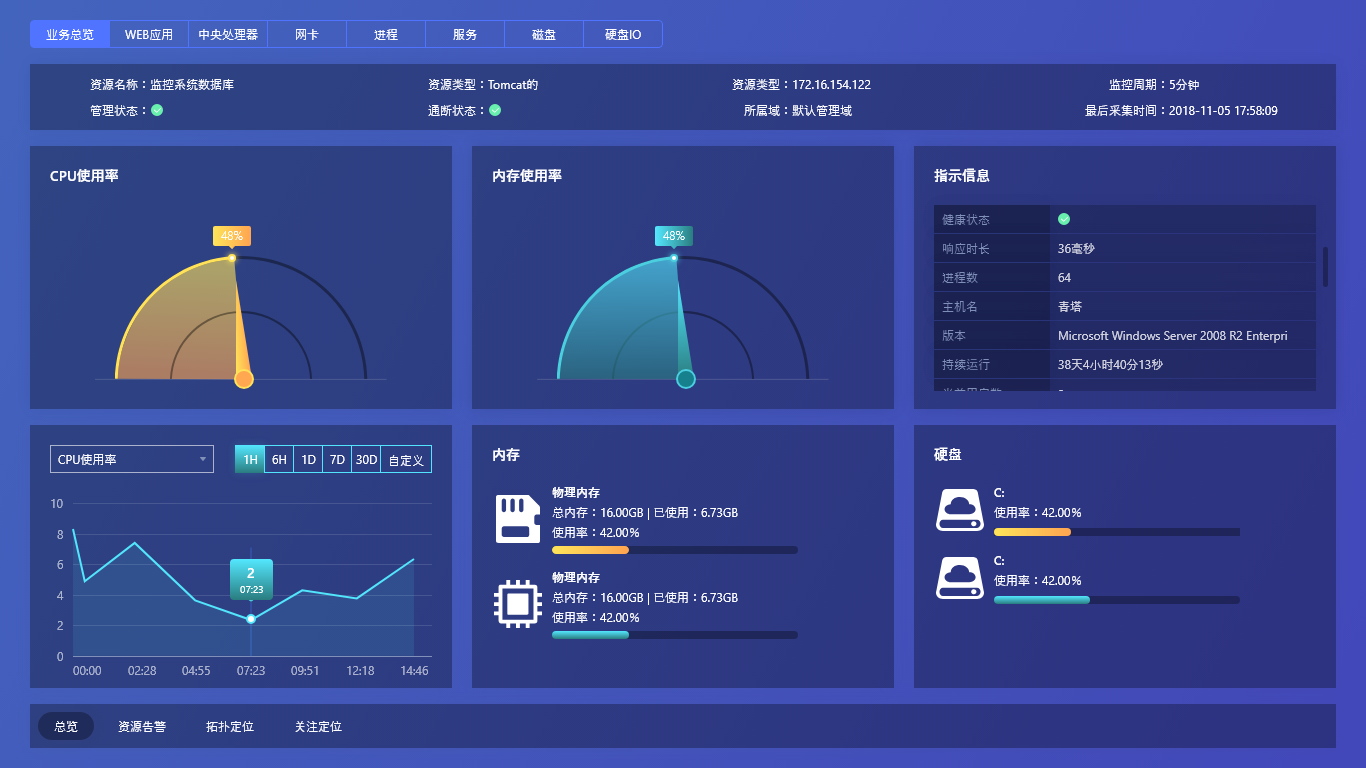 业务总览 WEB应用 中央处理器 网卡 进程 服务 磁盘 硬盘IO
资源名称：监控系统数据库 资源类型：Tomcat的 资源类型：172.16.154.122 监控周期：5分钟
管理状态： 通断状态： 所属域：默认管理域 最后采集时间：2018-11-05 17:58:09
CPU使用率
48%
内存使用率
48%
指示信息
健康状态
响应时长 36毫秒
进程数 64
主机名 青塔
版本 Microsoft Windows Server 2008 R2 Enterpri
持续运行 38天4小时40分13秒
CPU使用率 1H 6H 1D 7D 30D 自定义
10
8
6
4
2
0
2
07:23
00:00 02:28 04:55 07:23 09:51 12:18 14:46
内存
物理内存
总内存：16.00GB | 已使用：6.73GB
使用率：42.00%
物理内存
总内存：16.00GB | 已使用：6.73GB
使用率：42.00%
硬盘
C:
使用率：42.00%
C:
使用率：42.00%
总览 资源告警 拓扑定位 关注定位